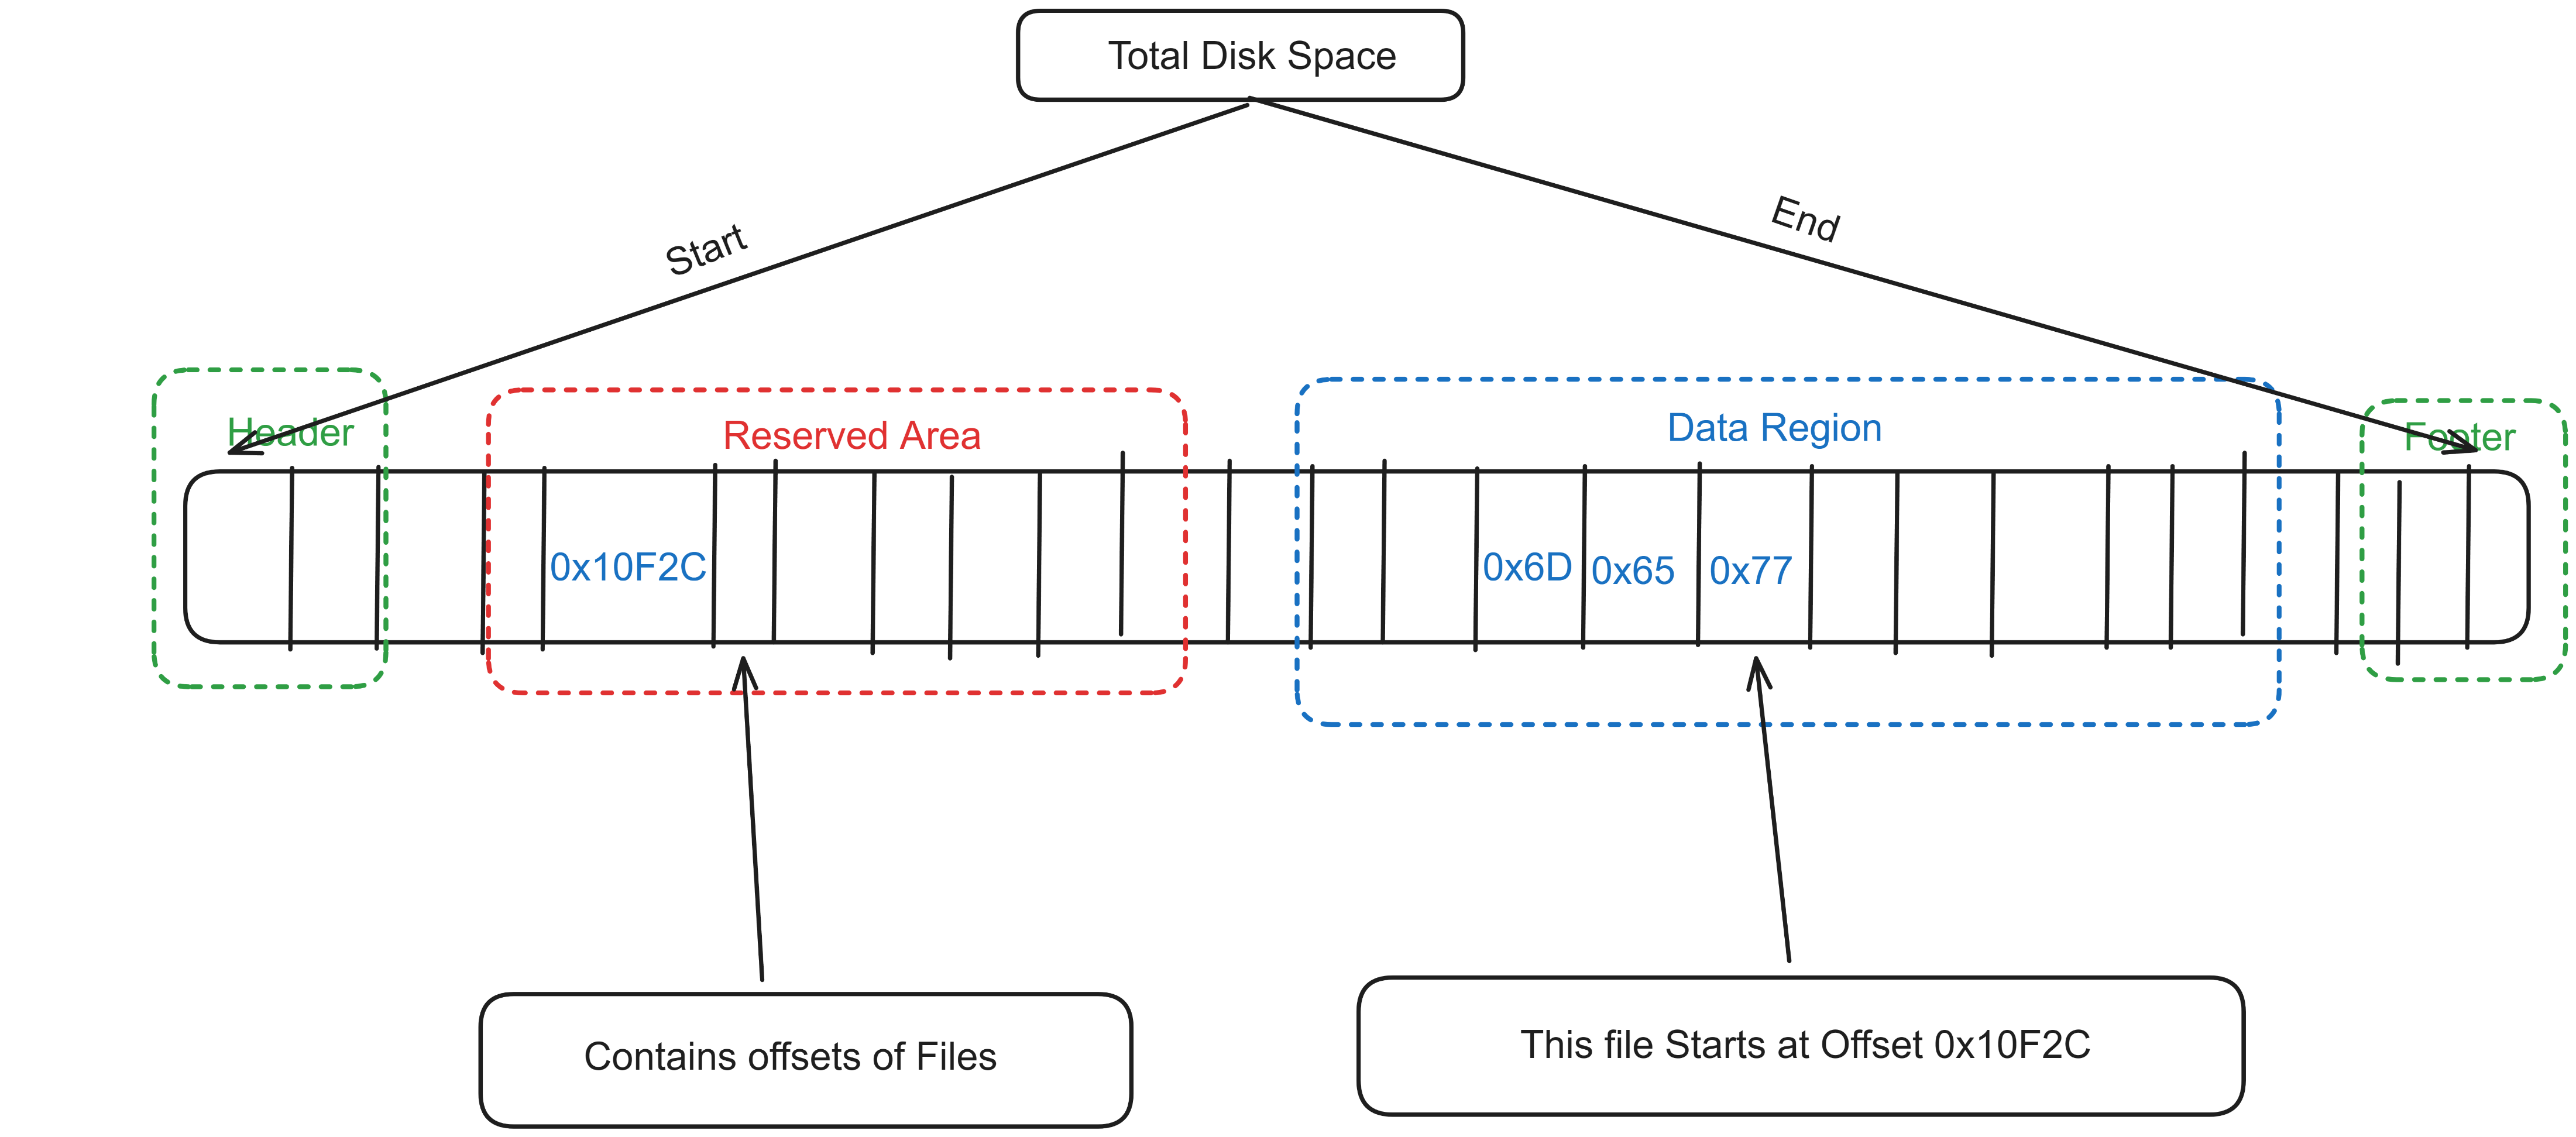 Total Disk Space
Start
End
Header
Reserved Area
Data Region
Footer
0x10F2C
0x6D
0x65
0x77
Contains offsets of Files
This file Starts at Offset 0x10F2C